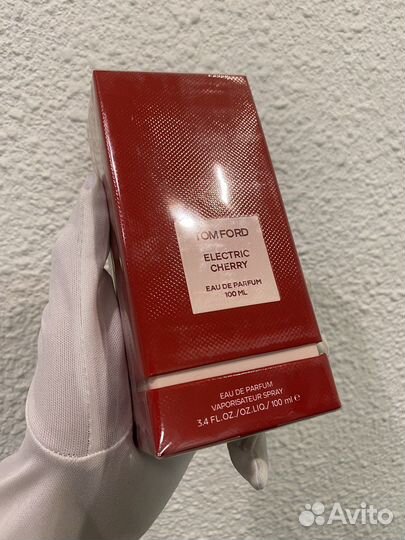 TOM FORD
ELECTRIC
CHERRY
EAU DE PARFUM
100 ML
EAU DE PARFUM
VAPORISATEUR SPRAY
3.4 FL.OZ./OZ.LIQ./ 100 ml ℮
Avito